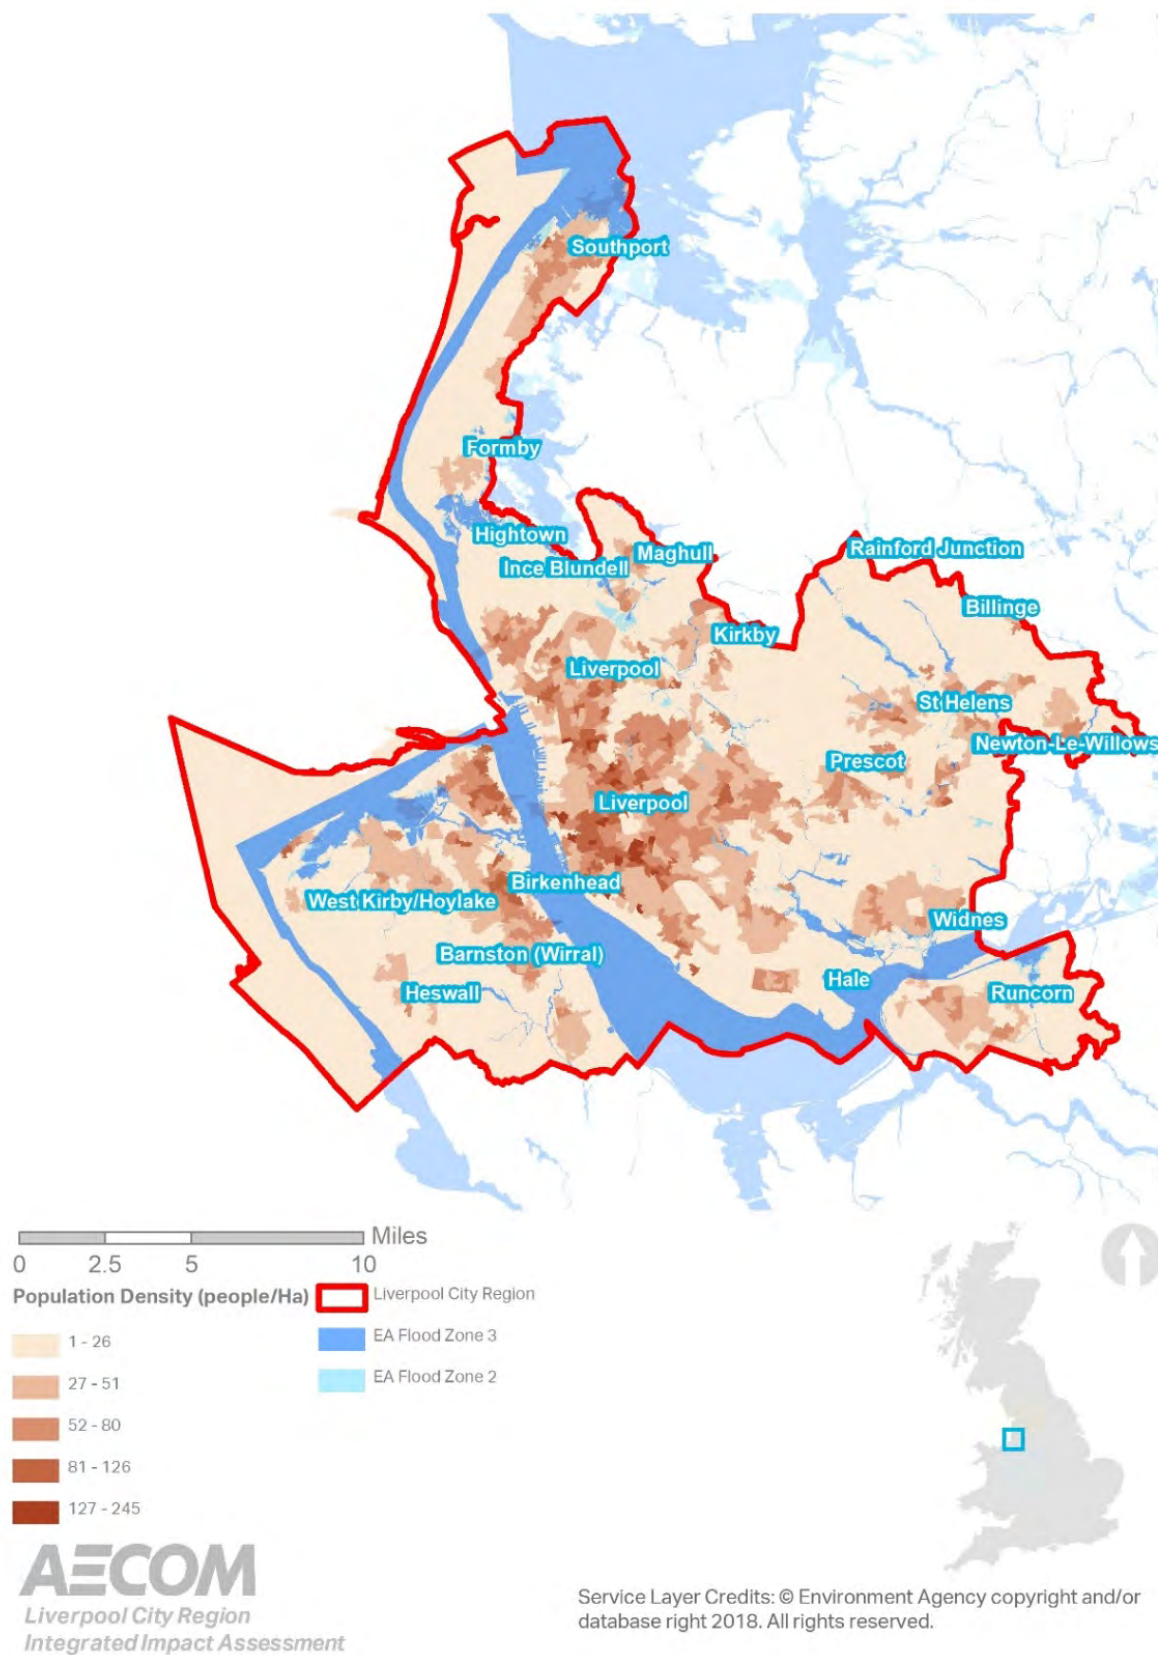 Southport
Formby
Hightown
Ince Blundell
Maghull
Rainford Junction
Billinge
Kirkby
Liverpool
St Helens
Newton-Le-Willows
Prescot
Liverpool
Birkenhead
West Kirby/Hoylake
Widnes
Barnston (Wirral)
Hale
Heswall
Runcorn
Miles
0 2.5 5 10
Population Density (people/Ha)
1 - 26
27 - 51
52 - 80
81 - 126
127 - 245
Liverpool City Region
EA Flood Zone 3
EA Flood Zone 2
AECOM
Liverpool City Region
Integrated Impact Assessment
Service Layer Credits: © Environment Agency copyright and/or
database right 2018. All rights reserved.